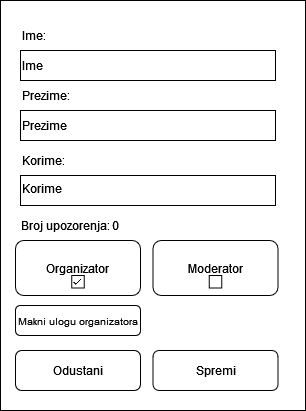 Ime:
Ime
Prezime:
Prezime
Korime:
Korime
Broj upozorenja: 0
Organizator
Moderator
Makni ulogu organizatora
Odustani
Spremi